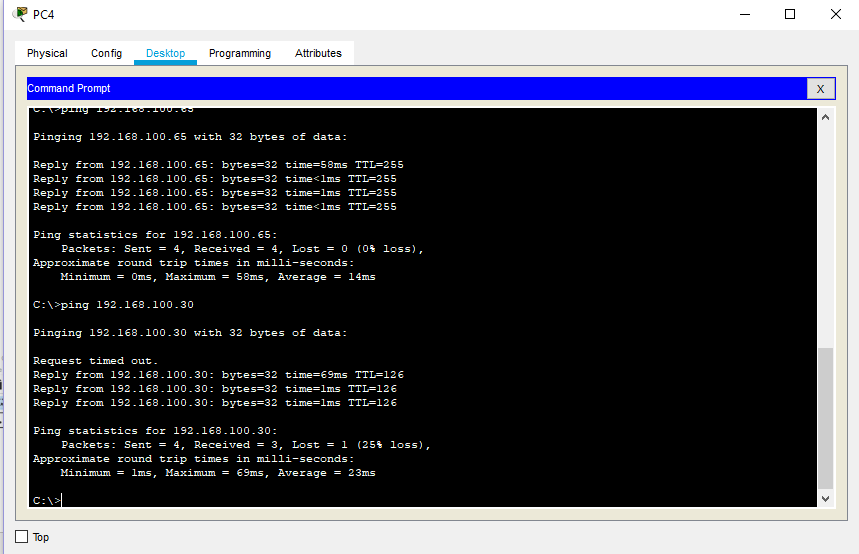 PC4
Physical Config Desktop Programming Attributes
Command Prompt X
C:\>ping 192.168.100.65
Pinging 192.168.100.65 with 32 bytes of data:
Reply from 192.168.100.65: bytes=32 time=58ms TTL=255
Reply from 192.168.100.65: bytes=32 time<1ms TTL=255
Reply from 192.168.100.65: bytes=32 time=1ms TTL=255
Reply from 192.168.100.65: bytes=32 time<1ms TTL=255
Ping statistics for 192.168.100.65:
Packets: Sent = 4, Received = 4, Lost = 0 (0% loss),
Approximate round trip times in milli-seconds:
Minimum = 0ms, Maximum = 58ms, Average = 14ms
C:\>ping 192.168.100.30
Pinging 192.168.100.30 with 32 bytes of data:
Request timed out.
Reply from 192.168.100.30: bytes=32 time=69ms TTL=126
Reply from 192.168.100.30: bytes=32 time=1ms TTL=126
Reply from 192.168.100.30: bytes=32 time=1ms TTL=126
Ping statistics for 192.168.100.30:
Packets: Sent = 4, Received = 3, Lost = 1 (25% loss),
Approximate round trip times in milli-seconds:
Minimum = 1ms, Maximum = 69ms, Average = 23ms
C:\>
Top